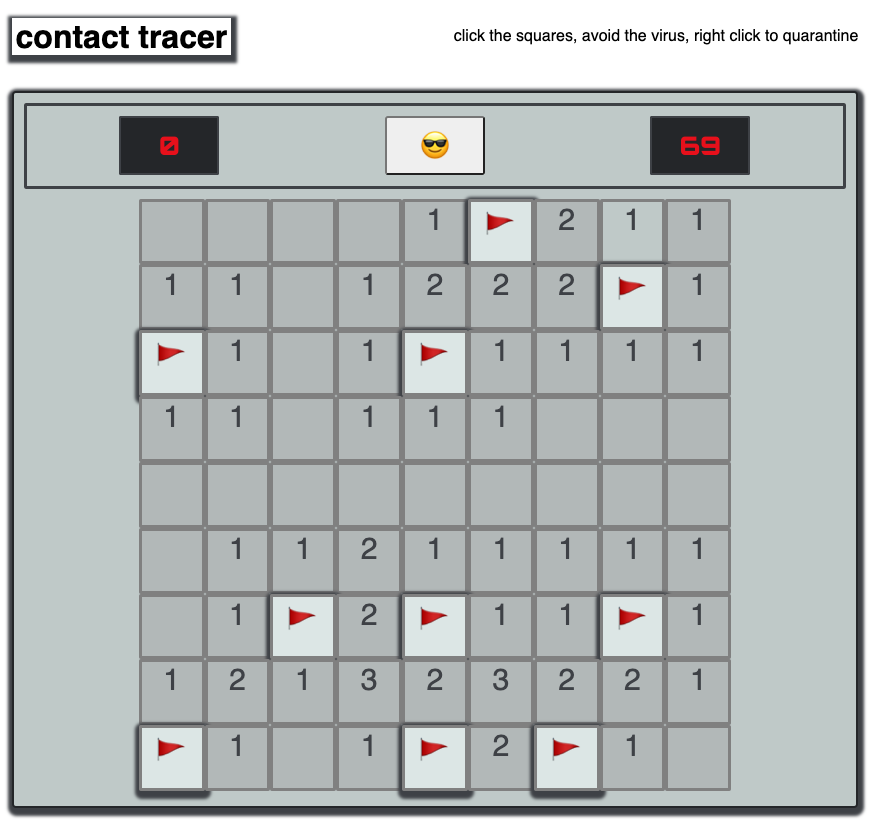 contact tracer
click the squares, avoid the virus, right click to quarantine
0 69
1 2 1 1
1 1 1 2 2 2 1
1 1 1 1 1 1
1 1 1 1 1
1 1 2 1 1 1 1 1
1 2 1 1 1
1 2 1 3 2 3 2 2 1
1 1 2 1